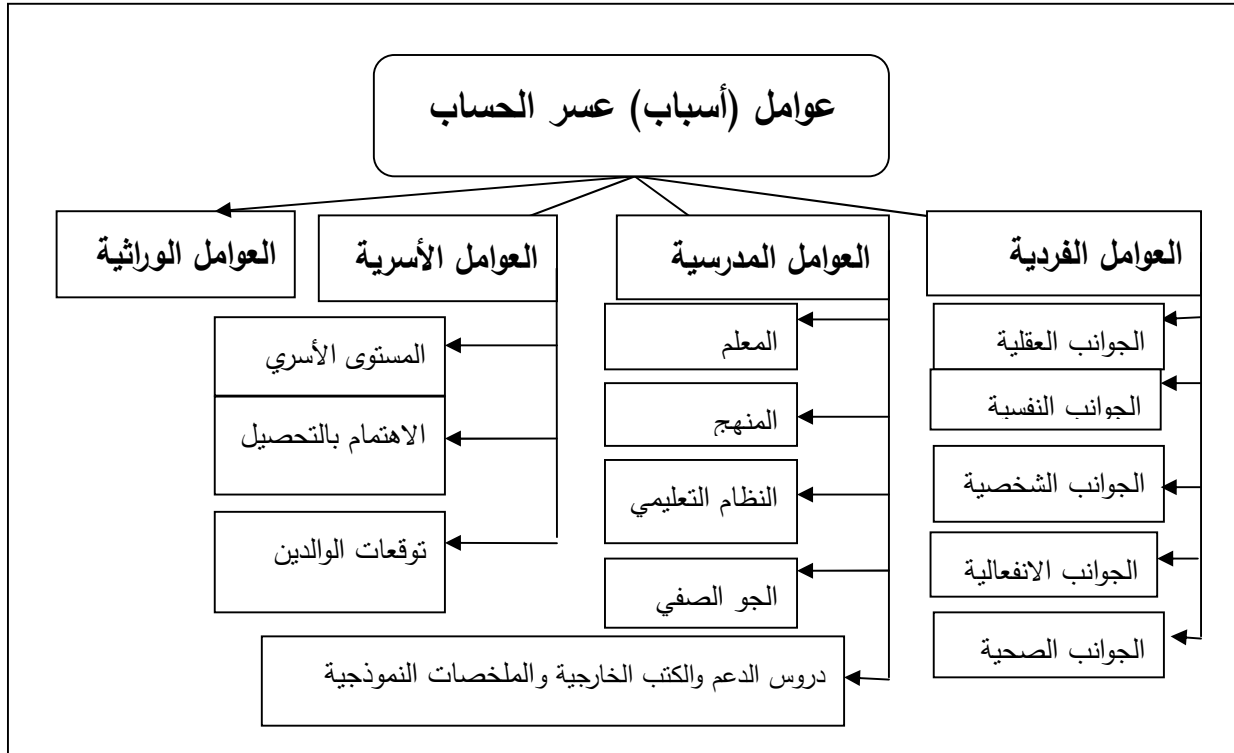 عوامل (أسباب) عسر الحساب
العوامل الفردية
الجوانب العقلية
الجوانب النفسية
الجوانب الشخصية
الجوانب الانفعالية
الجوانب الصحية
العوامل المدرسية
المعلم
المنهج
النظام التعليمي
الجو الصفي
دروس الدعم والكتب الخارجية والملخصات النموذجية
العوامل الأسرية
المستوى الأسري
الاهتمام بالتحصيل
توقعات الوالدين
العوامل الوراثية